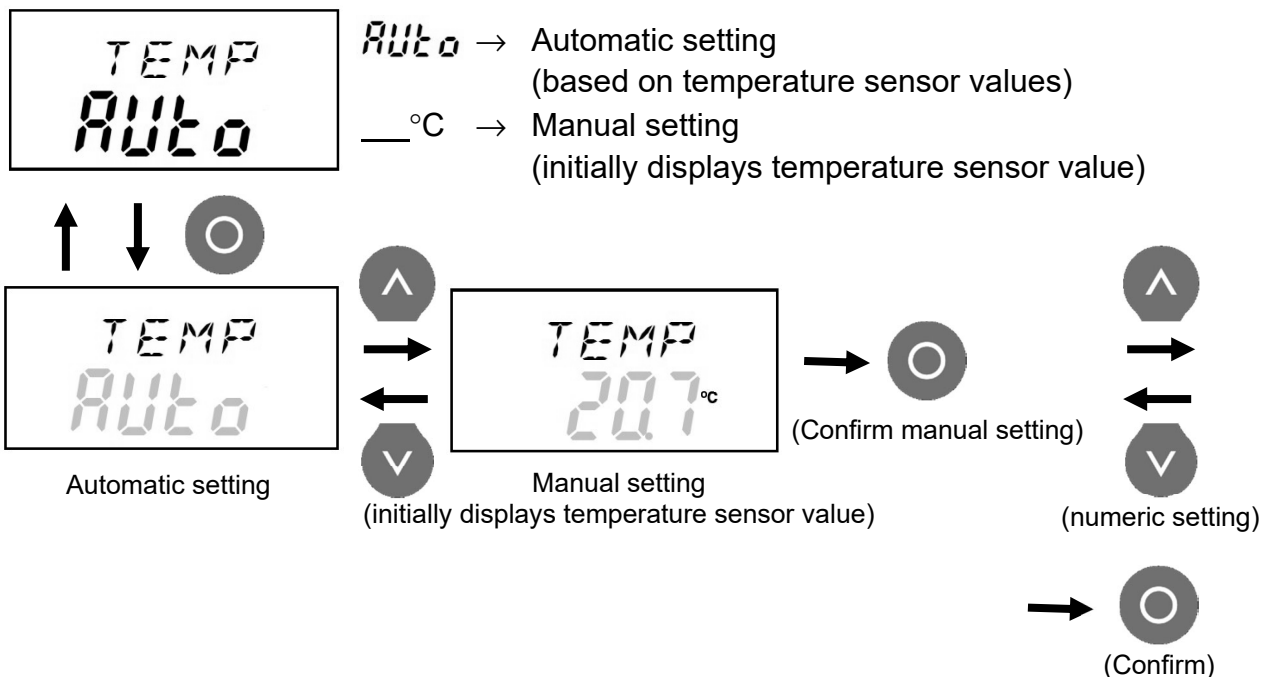 TEMP
AUto
AUto → Automatic setting
(based on temperature sensor values)
___°C → Manual setting
(initially displays temperature sensor value)
TEMP
AUto
Automatic setting
TEMP
20.7 °C
Manual setting
(initially displays temperature sensor value)
(Confirm manual setting)
(numeric setting)
(Confirm)